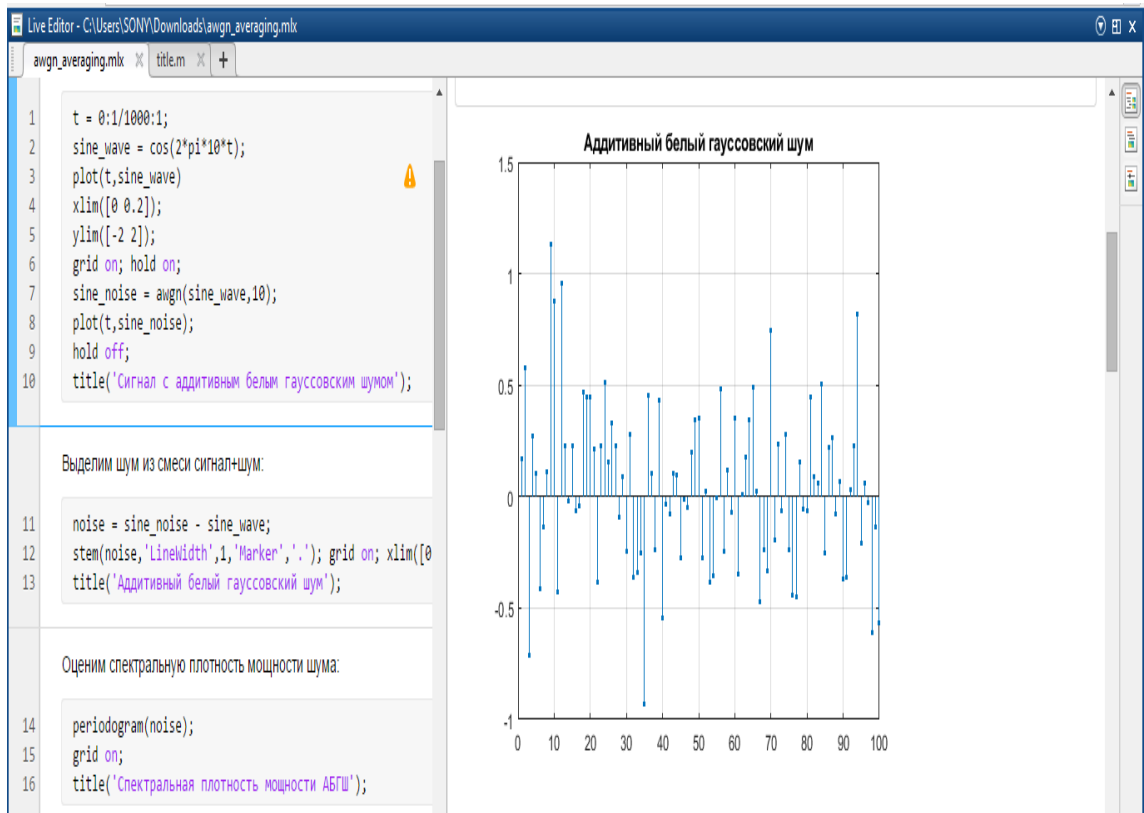 Live Editor - C:\Users\SONY\Downloads\awgn_averaging.mlx
awgn_averaging.mlx title.m
1 t = 0:1/1000:1;
2 sine_wave = cos(2*pi*10*t);
3 plot(t,sine_wave)
4 xlim([0 0.2]);
5 ylim([-2 2]);
6 grid on; hold on;
7 sine_noise = awgn(sine_wave,10);
8 plot(t,sine_noise);
9 hold off;
10 title('Сигнал с аддитивным белым гауссовским шумом');
Выделим шум из смеси сигнал+шум:
11 noise = sine_noise - sine_wave;
12 stem(noise,'LineWidth',1,'Marker','.'); grid on; xlim([0
13 title('Аддитивный белый гауссовский шум');
Оценим спектральную плотность мощности шума:
14 periodogram(noise);
15 grid on;
16 title('Спектральная плотность мощности АБГШ');
Аддитивный белый гауссовский шум
1.5
1
0.5
0
-0.5
-1
0 10 20 30 40 50 60 70 80 90 100